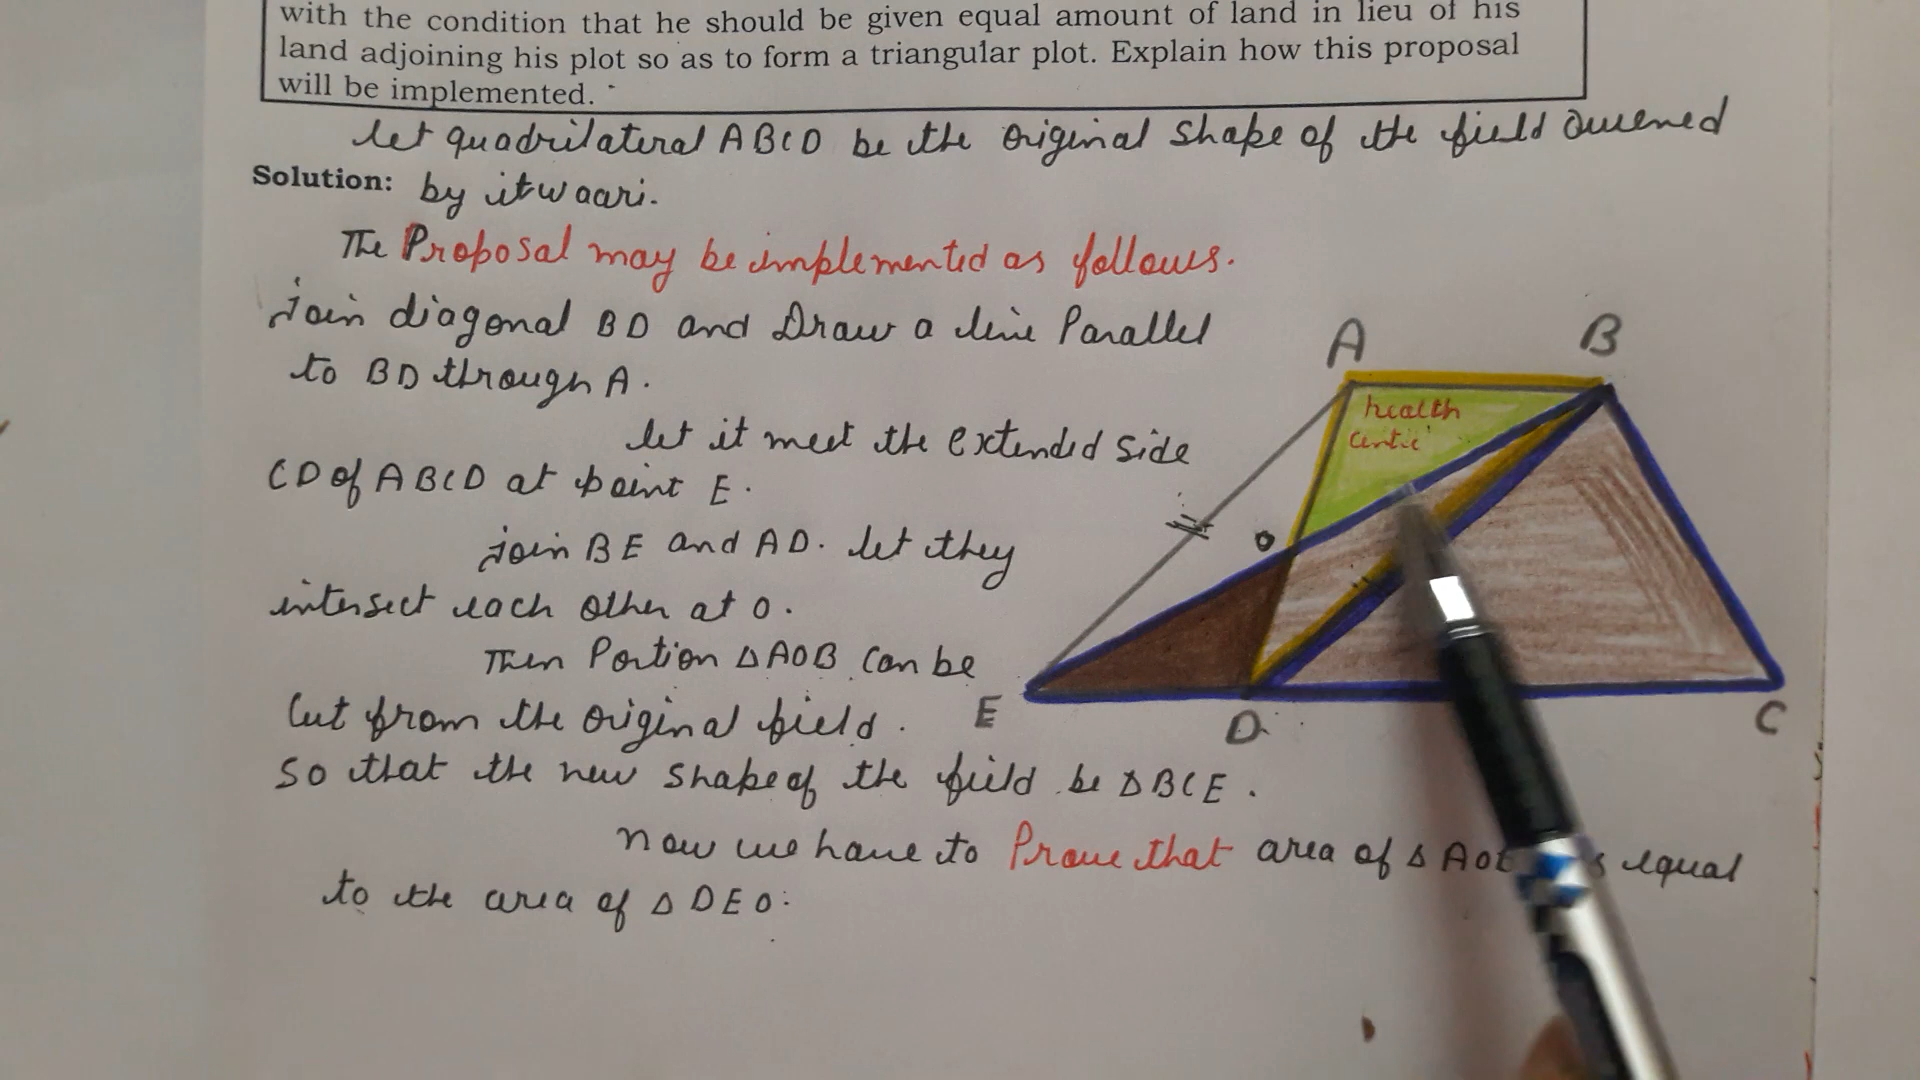 with the condition that he should be given equal amount of land in lieu of his
land adjoining his plot so as to form a triangular plot. Explain how this proposal
will be implemented.
let quadrilateral ABCD be the original shape of the field owened
Solution: by itwaari.
The Proposal may be implemented as follows.
join diagonal BD and Draw a line Parallel
to BD through A.
let it meet the extended side
CD of ABCD at point E.
join BE and AD. let they
intersect each other at O.
Then Portion △AOB can be
cut from the original field.
So that the new shape of the field be △BCE.
now we have to Prove that area of △ equal
to the area of △DEO:
A
B
health
centre
O
E
D
C